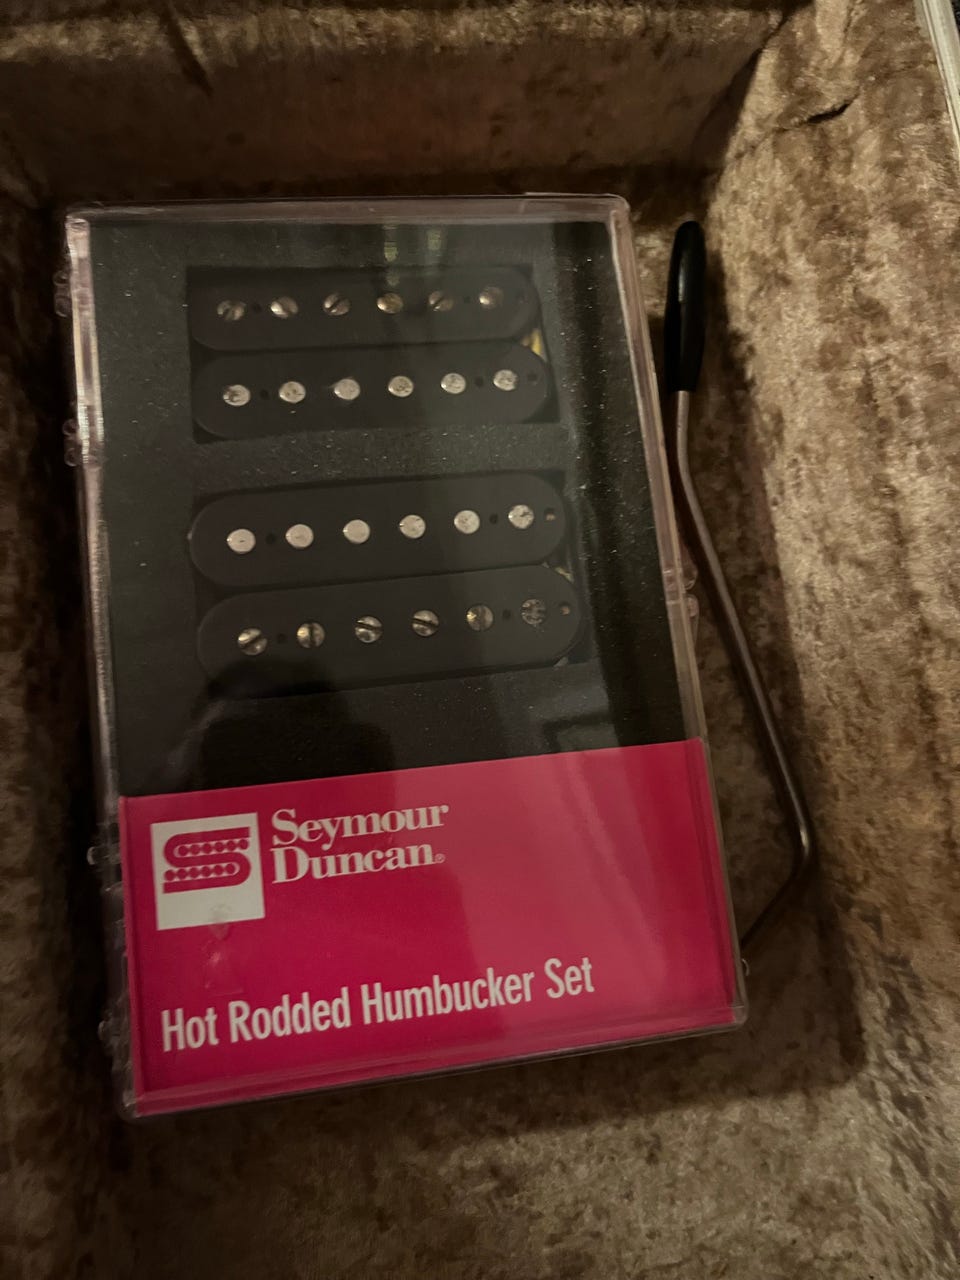 Seymour
Duncan®
Hot Rodded Humbucker Set